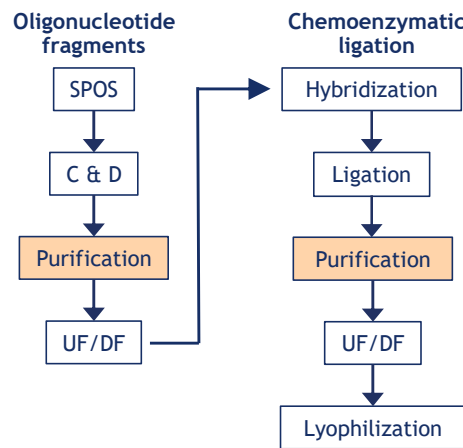 Oligonucleotide
fragments
SPOS
C & D
Purification
UF/DF
Chemoenzymatic
ligation
Hybridization
Ligation
Purification
UF/DF
Lyophilization